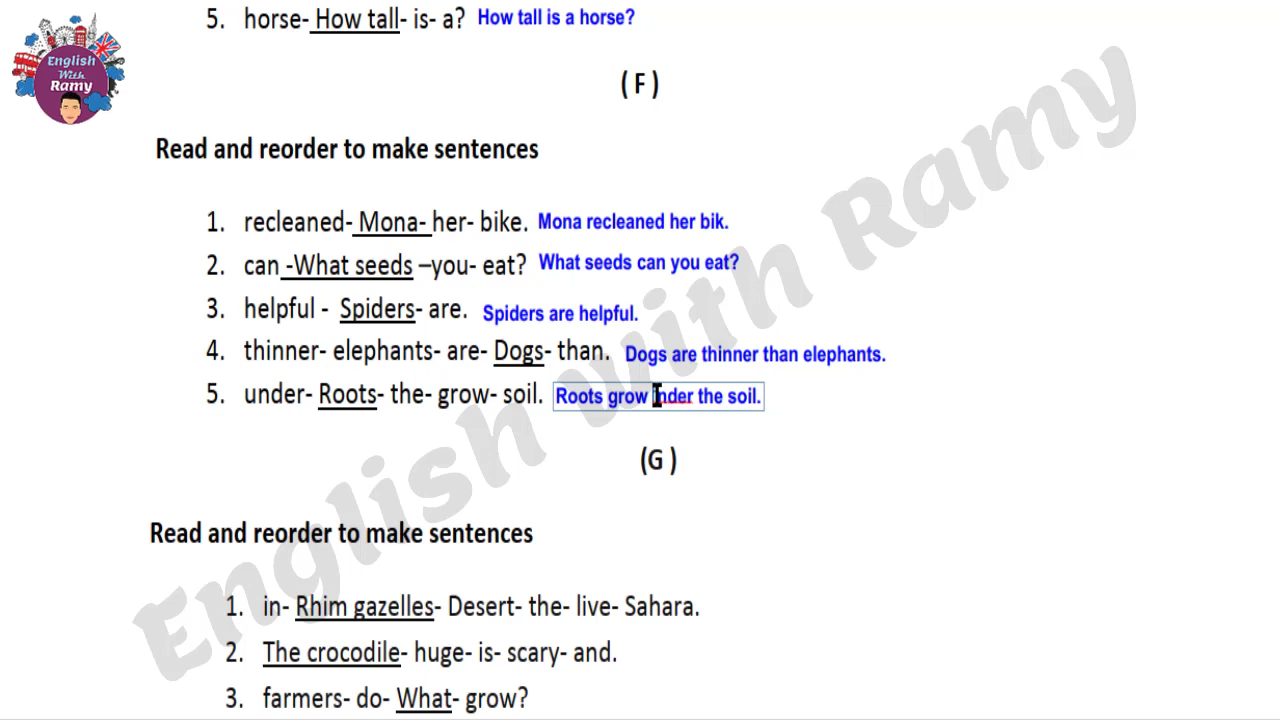 English
With
Ramy
5. horse- How tall- is- a? How tall is a horse?
( F )
Read and reorder to make sentences
1. recleaned- Mona- her- bike. Mona recleaned her bik.
2. can -What seeds –you- eat? What seeds can you eat?
3. helpful - Spiders- are. Spiders are helpful.
4. thinner- elephants- are- Dogs- than. Dogs are thinner than elephants.
5. under- Roots- the- grow- soil. Roots grow inder the soil.
(G )
Read and reorder to make sentences
1. in- Rhim gazelles- Desert- the- live- Sahara.
2. The crocodile- huge- is- scary- and.
3. farmers- do- What- grow?
English with Ramy